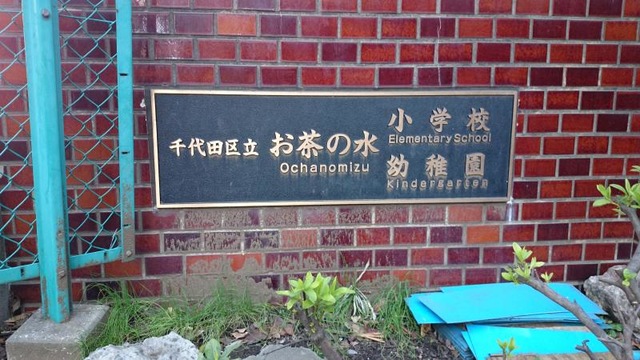 千代田区立 お茶の水
Ochanomizu
小学校
Elementary School
幼稚園
Kindergarten